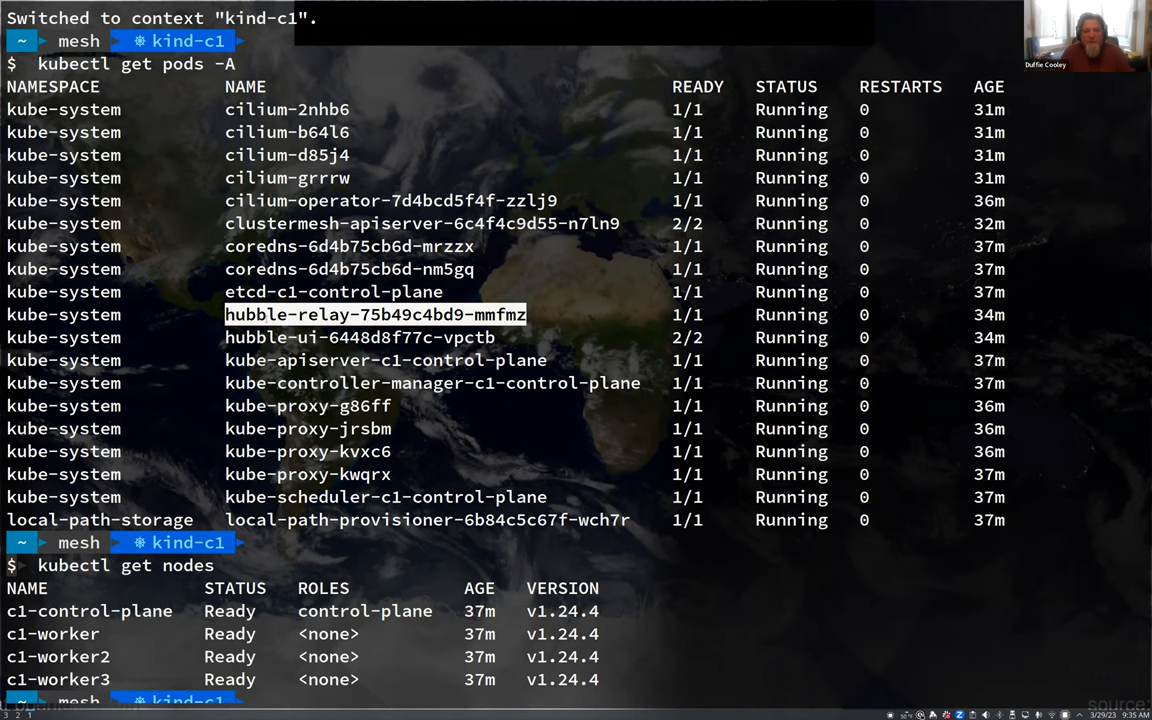 Switched to context "kind-c1".
~ mesh ⎈ kind-c1
$ kubectl get pods -A
NAMESPACE NAME READY STATUS RESTARTS AGE
kube-system cilium-2nhb6 1/1 Running 0 31m
kube-system cilium-b64l6 1/1 Running 0 31m
kube-system cilium-d85j4 1/1 Running 0 31m
kube-system cilium-grrrw 1/1 Running 0 31m
kube-system cilium-operator-7d4bcd5f4f-zzlj9 1/1 Running 0 36m
kube-system clustermesh-apiserver-6c4f4c9d55-n7ln9 2/2 Running 0 32m
kube-system coredns-6d4b75cb6d-mrzzx 1/1 Running 0 37m
kube-system coredns-6d4b75cb6d-nm5gq 1/1 Running 0 37m
kube-system etcd-c1-control-plane 1/1 Running 0 37m
kube-system hubble-relay-75b49c4bd9-mmfmz 1/1 Running 0 34m
kube-system hubble-ui-6448d8f77c-vpctb 2/2 Running 0 34m
kube-system kube-apiserver-c1-control-plane 1/1 Running 0 37m
kube-system kube-controller-manager-c1-control-plane 1/1 Running 0 37m
kube-system kube-proxy-g86ff 1/1 Running 0 36m
kube-system kube-proxy-jrsbm 1/1 Running 0 36m
kube-system kube-proxy-kvxc6 1/1 Running 0 36m
kube-system kube-proxy-kwqrx 1/1 Running 0 37m
kube-system kube-scheduler-c1-control-plane 1/1 Running 0 37m
local-path-storage local-path-provisioner-6b84c5c67f-wch7r 1/1 Running 0 37m
~ mesh ⎈ kind-c1
$ kubectl get nodes
NAME STATUS ROLES AGE VERSION
c1-control-plane Ready control-plane 37m v1.24.4
c1-worker Ready <none> 37m v1.24.4
c1-worker2 Ready <none> 37m v1.24.4
c1-worker3 Ready <none> 37m v1.24.4
~ mesh ⎈ kind-c1
Duffie Cooley
source
3 2 1
3/29/23 9:35 AM